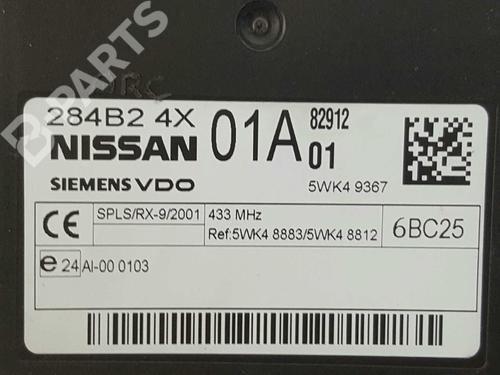 B-PARTS
284B2 4X
NISSAN
01A
82912
01
SIEMENS VDO
5WK4 9367
CE
SPLS/RX-9/2001
433 MHz
Ref:5WK4 8883/5WK4 8812
6BC25
e 24 AI-00 0103